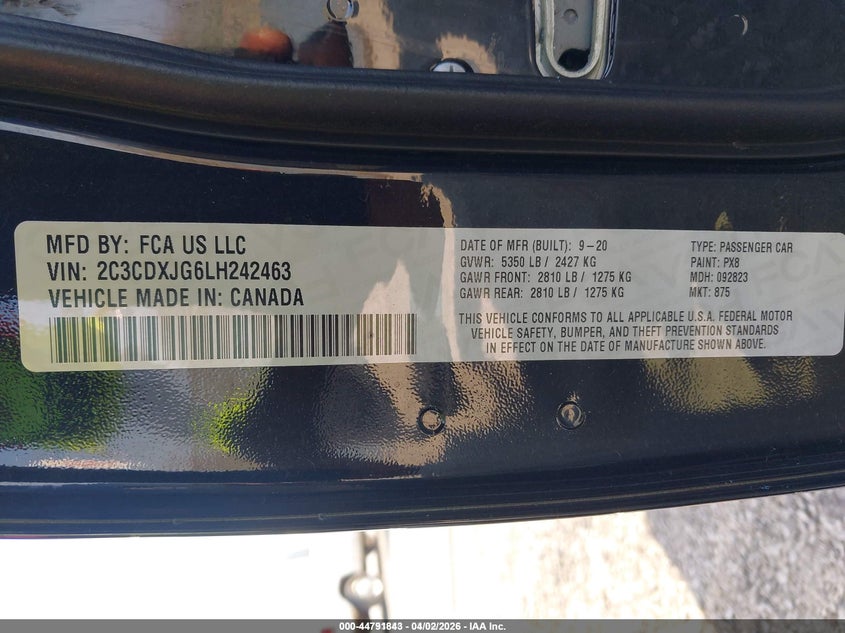 MFD BY: FCA US LLC
VIN: 2C3CDXJG6LH242463
VEHICLE MADE IN: CANADA
DATE OF MFR (BUILT): 9-20
GVWR: 5350 LB / 2427 KG
GAWR FRONT: 2810 LB / 1275 KG
GAWR REAR: 2810 LB / 1275 KG
TYPE: PASSENGER CAR
PAINT: PX8
MDH: 092823
MKT: 875
THIS VEHICLE CONFORMS TO ALL APPLICABLE U.S.A. FEDERAL MOTOR
VEHICLE SAFETY, BUMPER, AND THEFT PREVENTION STANDARDS
IN EFFECT ON THE DATE OF MANUFACTURE SHOWN ABOVE.
000-44791843 - 04/02/2026 - IAA Inc.